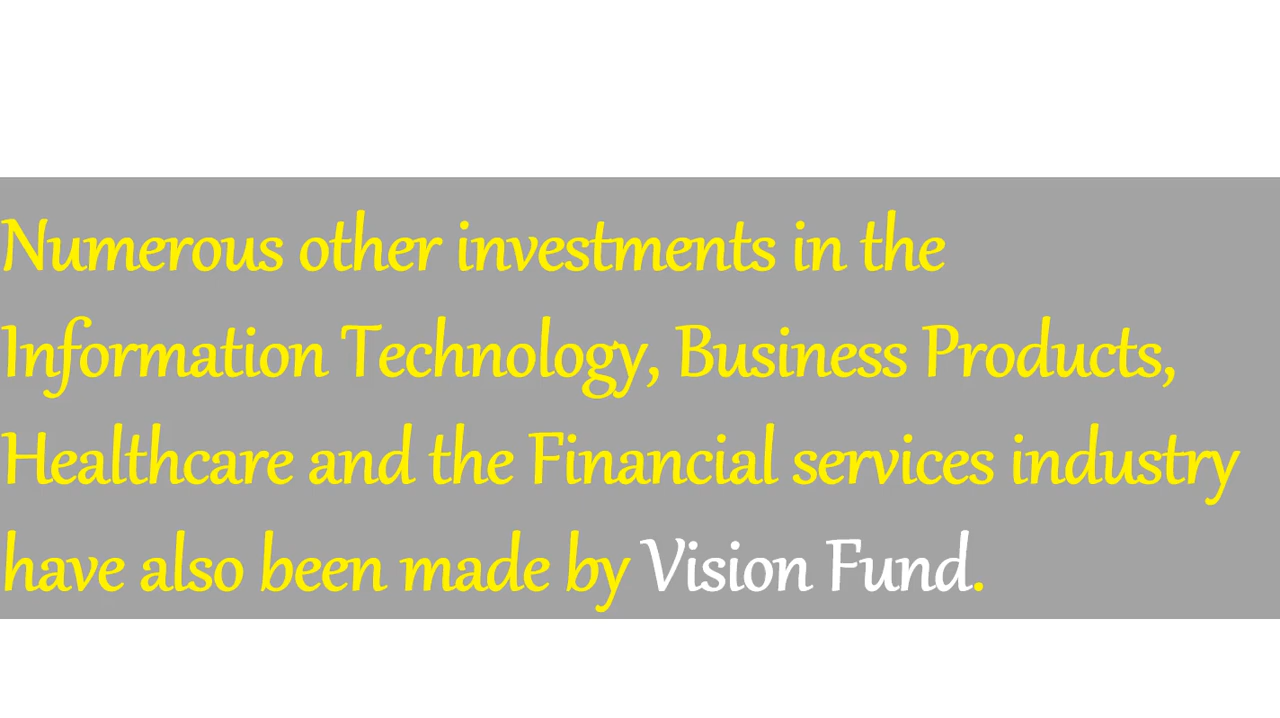 Numerous other investments in the
Information Technology, Business Products,
Healthcare and the Financial services industry
have also been made by Vision Fund.